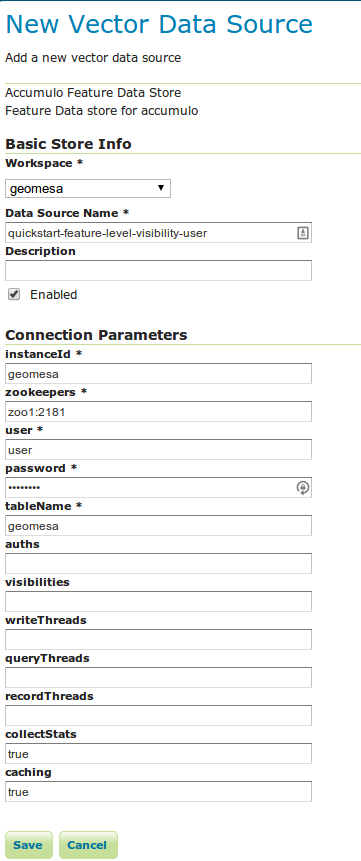 New Vector Data Source
Add a new vector data source
Accumulo Feature Data Store
Feature Data store for accumulo
Basic Store Info
Workspace *
geomesa
Data Source Name *
quickstart-feature-level-visibility-user
Description
Enabled
Connection Parameters
instanceId *
geomesa
zookeepers *
zoo1:2181
user *
user
password *
••••••••
tableName *
geomesa
auths
visibilities
writeThreads
queryThreads
recordThreads
collectStats
true
caching
true
Save Cancel